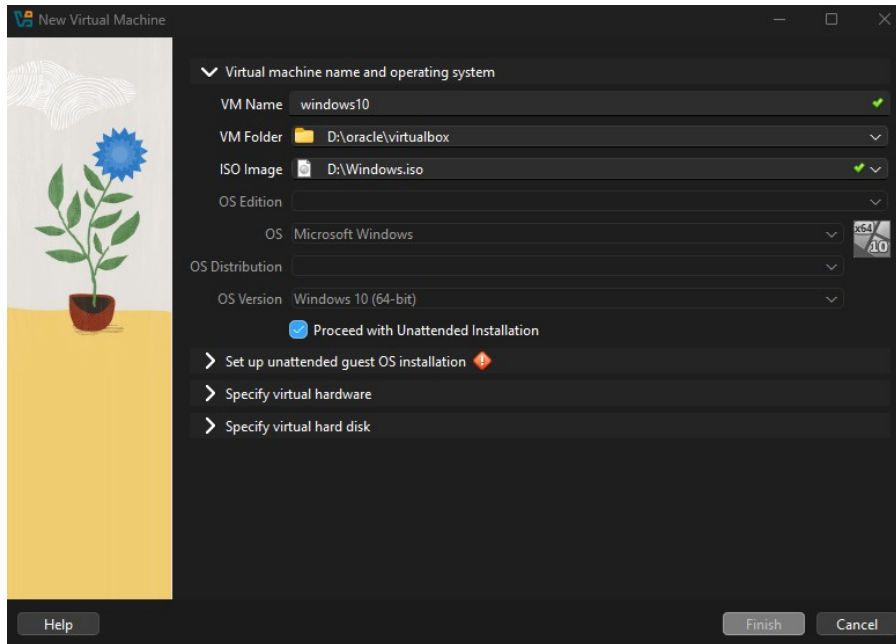 New Virtual Machine
Virtual machine name and operating system
VM Name windows10
VM Folder D:\oracle\virtualbox
ISO Image D:\Windows.iso
OS Edition
OS Microsoft Windows
x64
10
OS Distribution
OS Version Windows 10 (64-bit)
Proceed with Unattended Installation
Set up unattended guest OS installation
Specify virtual hardware
Specify virtual hard disk
Help Finish Cancel